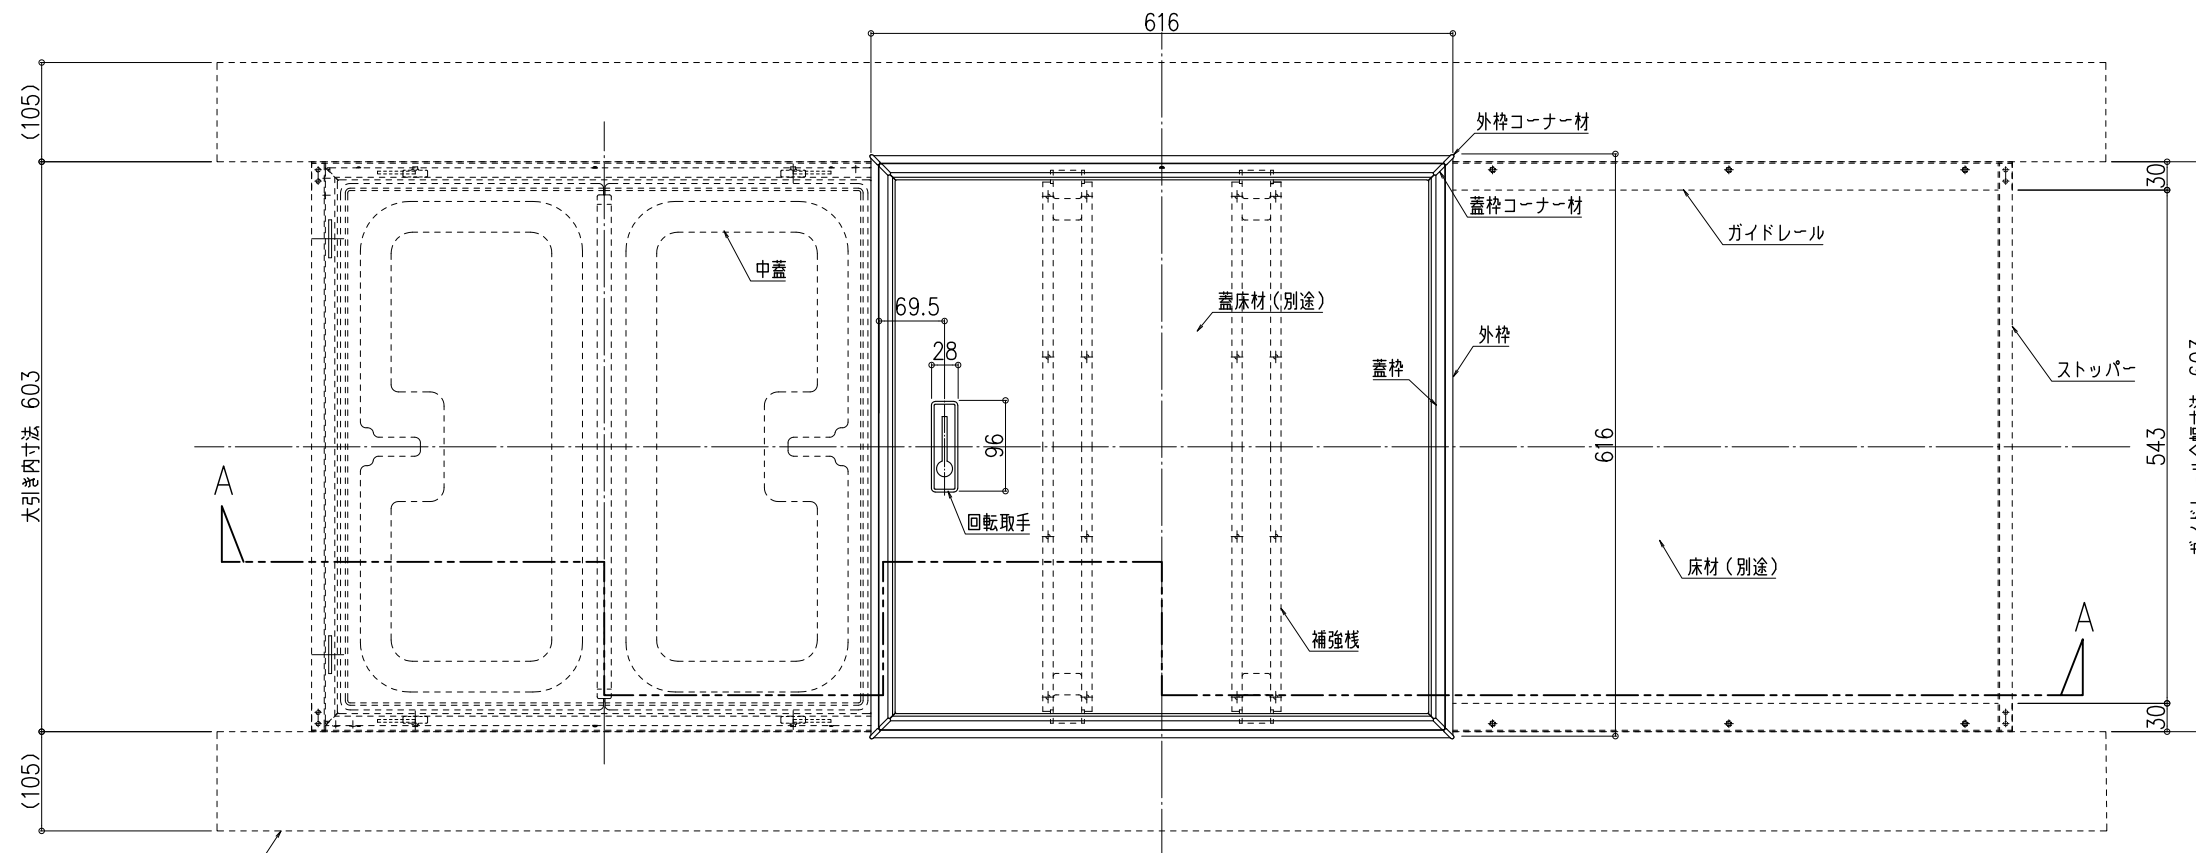 616
(105)
外枠コーナー材
30
蓋枠コーナー材
ガイドレール
中蓋
69.5
蓋床材(別途)
28
外枠
蓋枠
ストッパー
大引き内寸法 603
96
616
543
A
回転取手
床材(別途)
補強桟
A
30
(105)